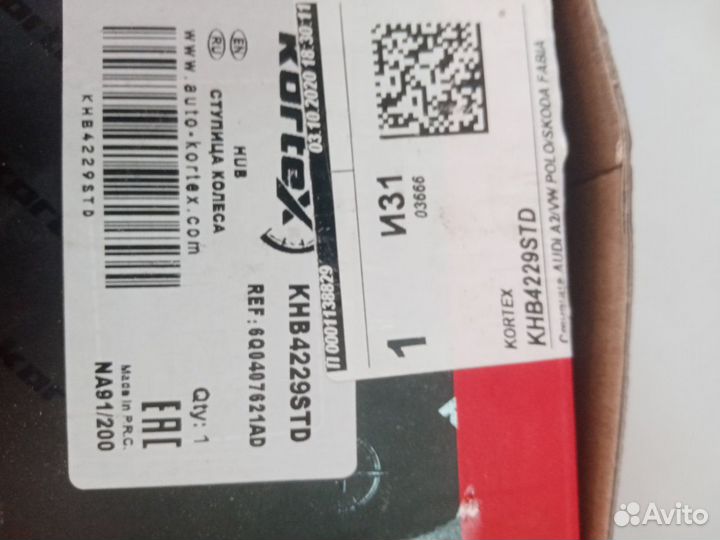 kortex
KHB4229STD
REF: 6Q0407621AD
EN HUB
RU СТУПИЦА КОЛЕСА
www.auto-kortex.com
KHB4229STD
Qty: 1
EAC
Made in P.R.C.
NA91/200
И31
03666
1
KORTEX
KHB4229STD
AUDI A2/VW POLO/SKODA FABIA
Avito